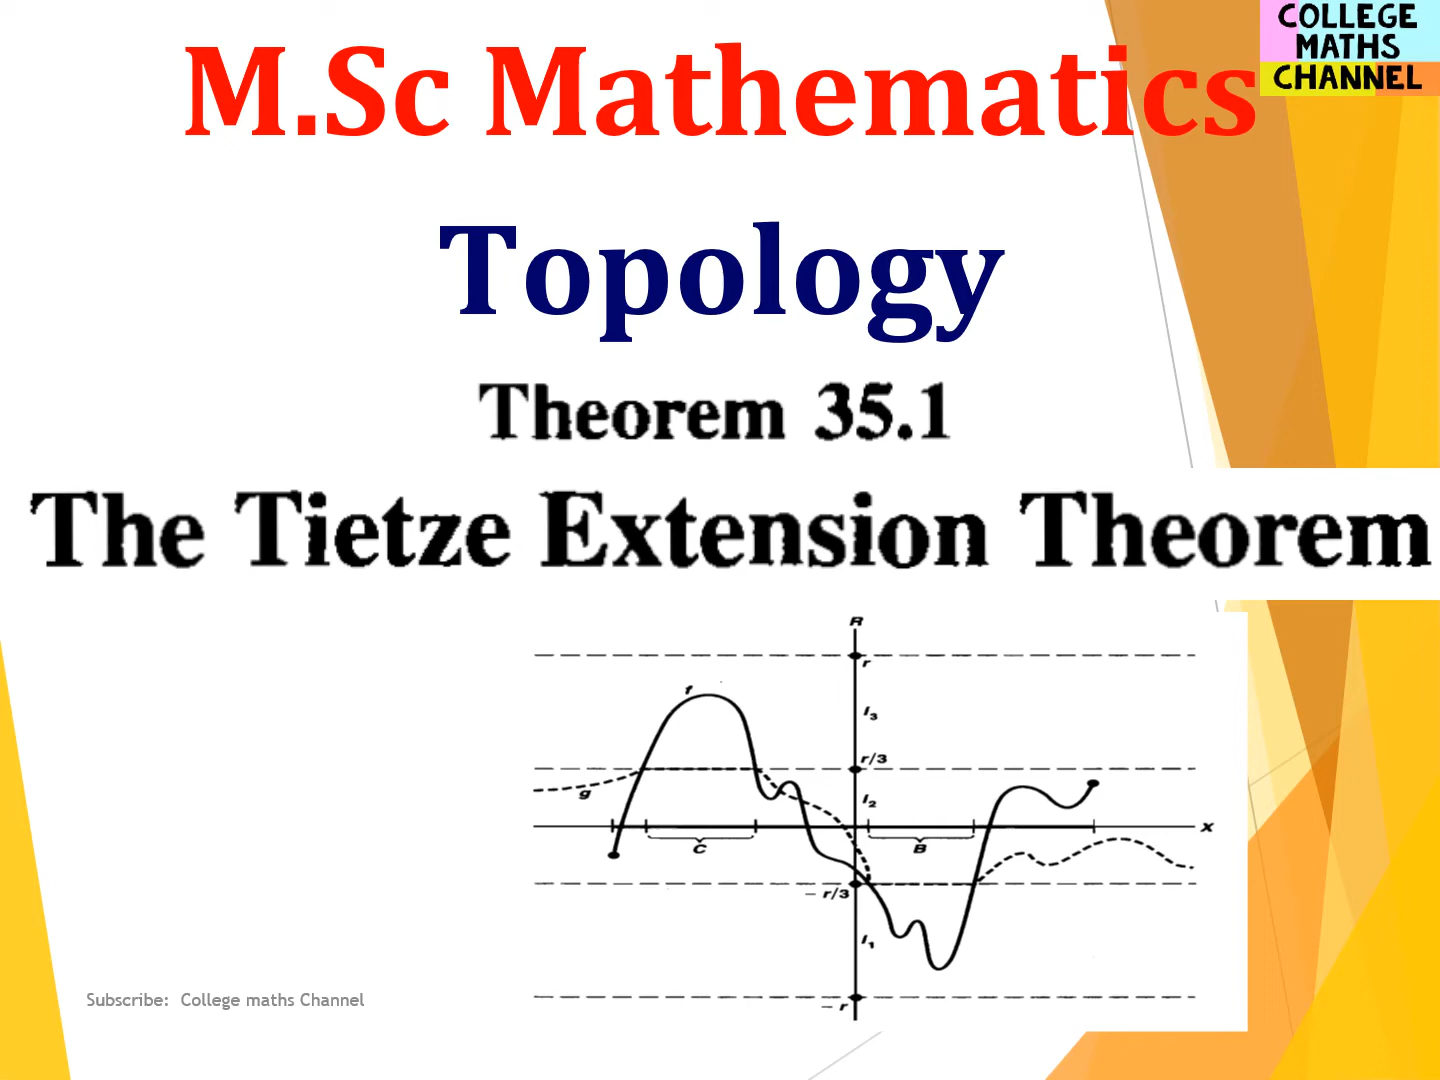 COLLEGE
MATHS
CHANNEL
M.Sc Mathematics
Topology
Theorem 35.1
The Tietze Extension Theorem
R
r
f
I3
r/3
g
I2
x
C
B
– r/3
I1
– r
Subscribe: College maths Channel